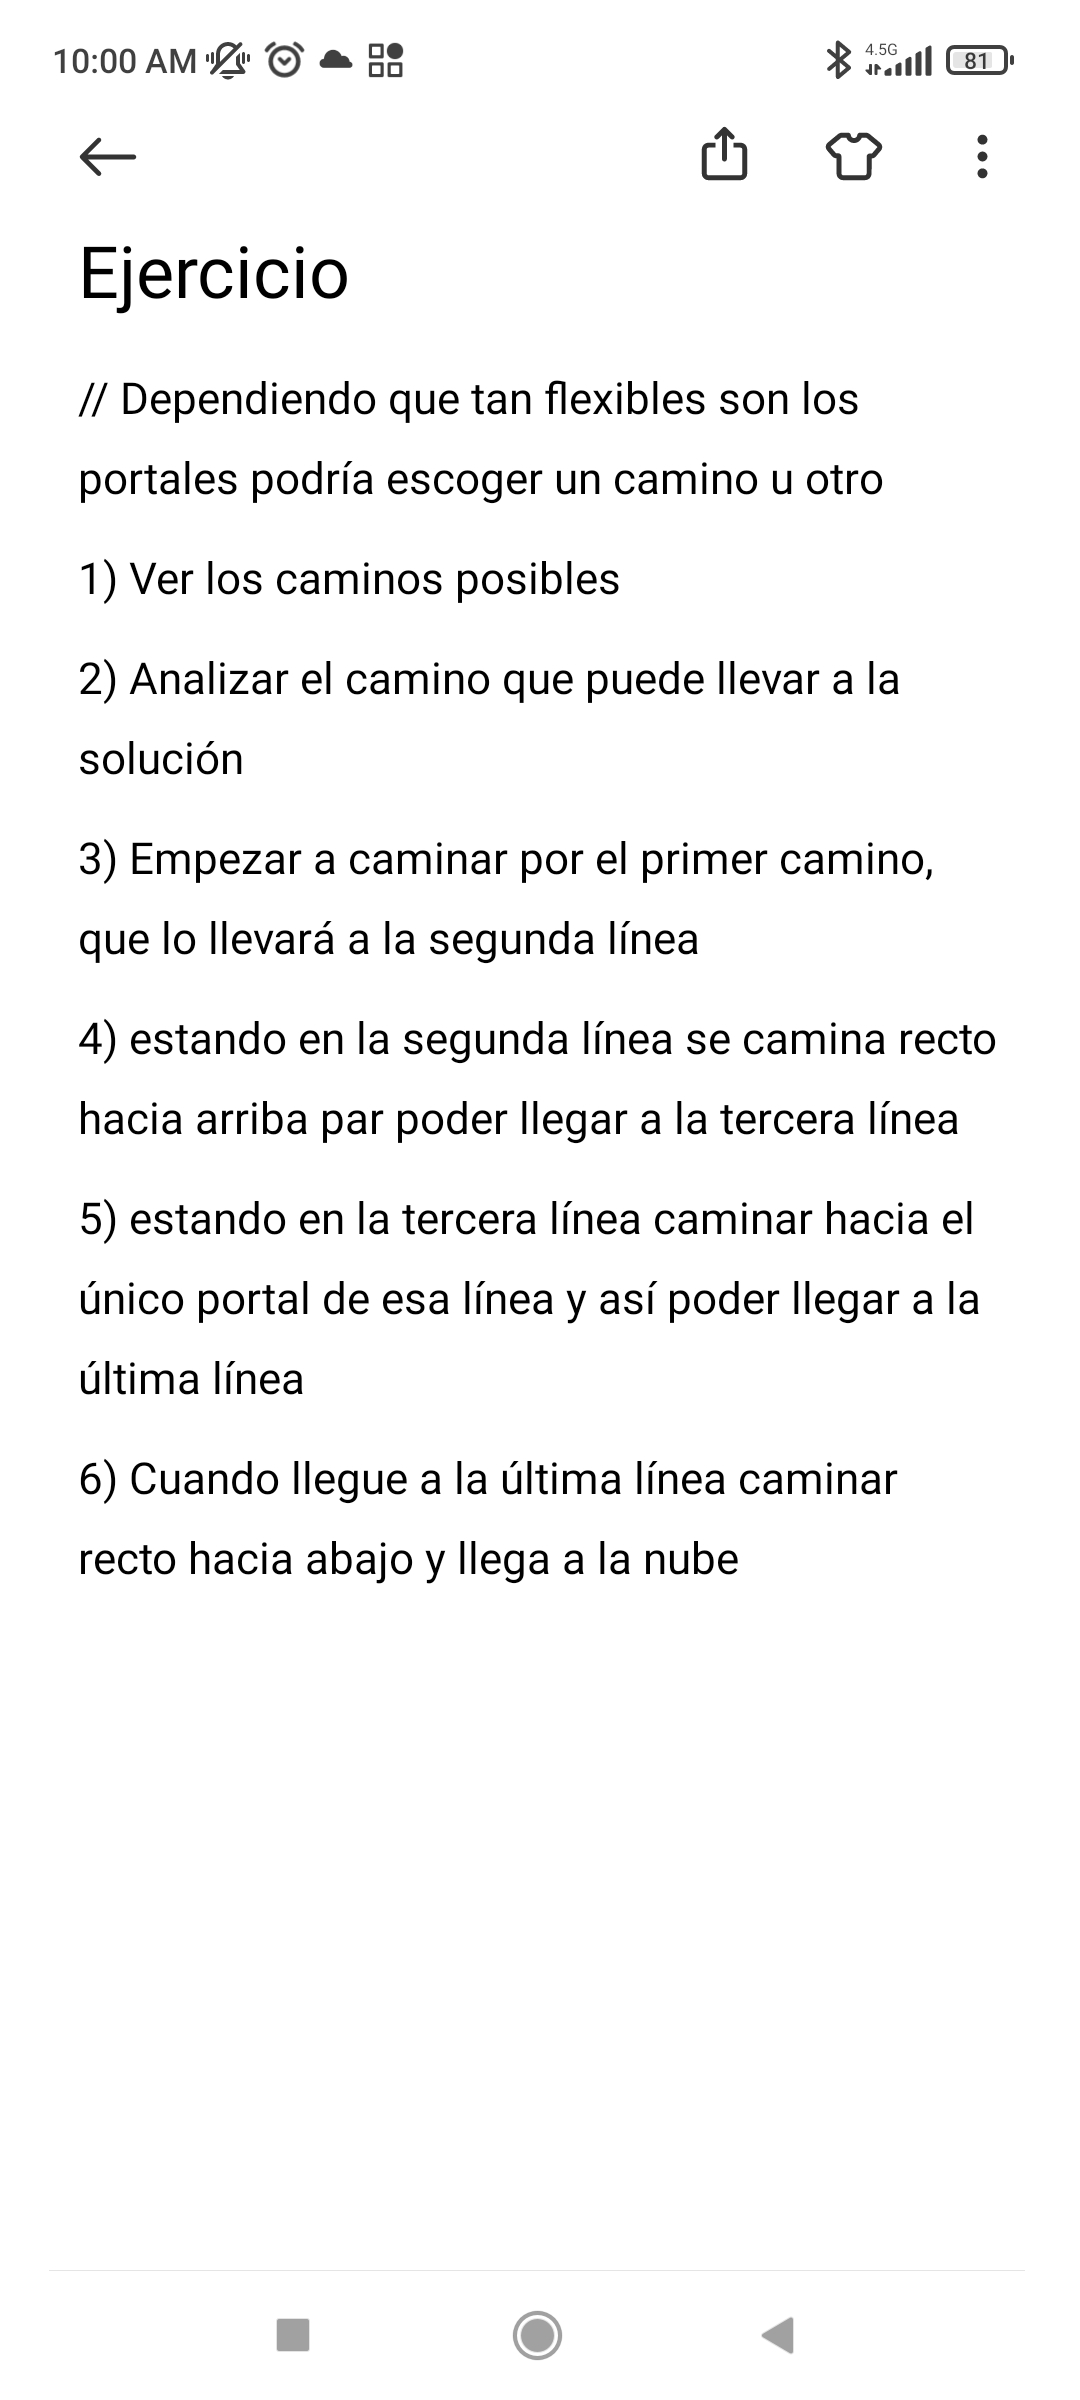 10:00 AM
4.5G
81
Ejercicio
// Dependiendo que tan flexibles son los
portales podría escoger un camino u otro
1) Ver los caminos posibles
2) Analizar el camino que puede llevar a la
solución
3) Empezar a caminar por el primer camino,
que lo llevará a la segunda línea
4) estando en la segunda línea se camina recto
hacia arriba par poder llegar a la tercera línea
5) estando en la tercera línea caminar hacia el
único portal de esa línea y así poder llegar a la
última línea
6) Cuando llegue a la última línea caminar
recto hacia abajo y llega a la nube